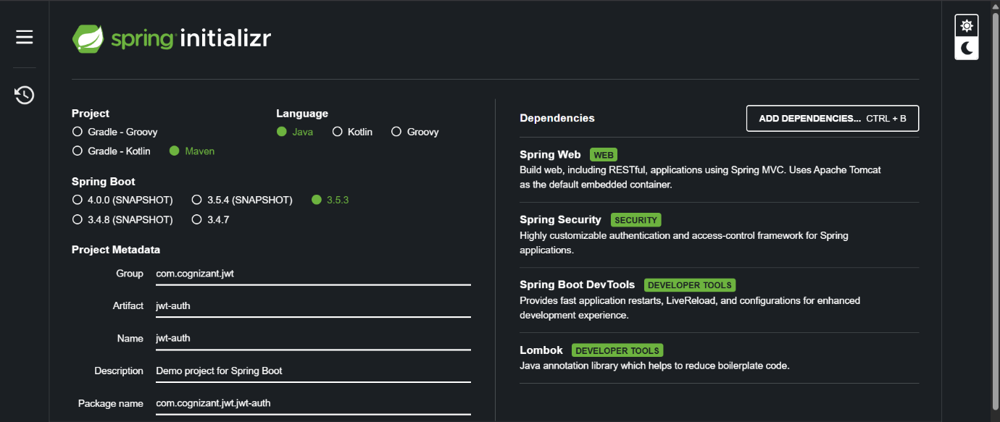 spring initializr
Project
Gradle - Groovy
Gradle - Kotlin Maven
Language
Java Kotlin Groovy
Spring Boot
4.0.0 (SNAPSHOT) 3.5.4 (SNAPSHOT) 3.5.3
3.4.8 (SNAPSHOT) 3.4.7
Project Metadata
Group com.cognizant.jwt
Artifact jwt-auth
Name jwt-auth
Description Demo project for Spring Boot
Package name com.cognizant.jwt.jwt-auth
Dependencies ADD DEPENDENCIES... CTRL + B
Spring Web WEB
Build web, including RESTful, applications using Spring MVC. Uses Apache Tomcat
as the default embedded container.
Spring Security SECURITY
Highly customizable authentication and access-control framework for Spring
applications.
Spring Boot DevTools DEVELOPER TOOLS
Provides fast application restarts, LiveReload, and configurations for enhanced
development experience.
Lombok DEVELOPER TOOLS
Java annotation library which helps to reduce boilerplate code.